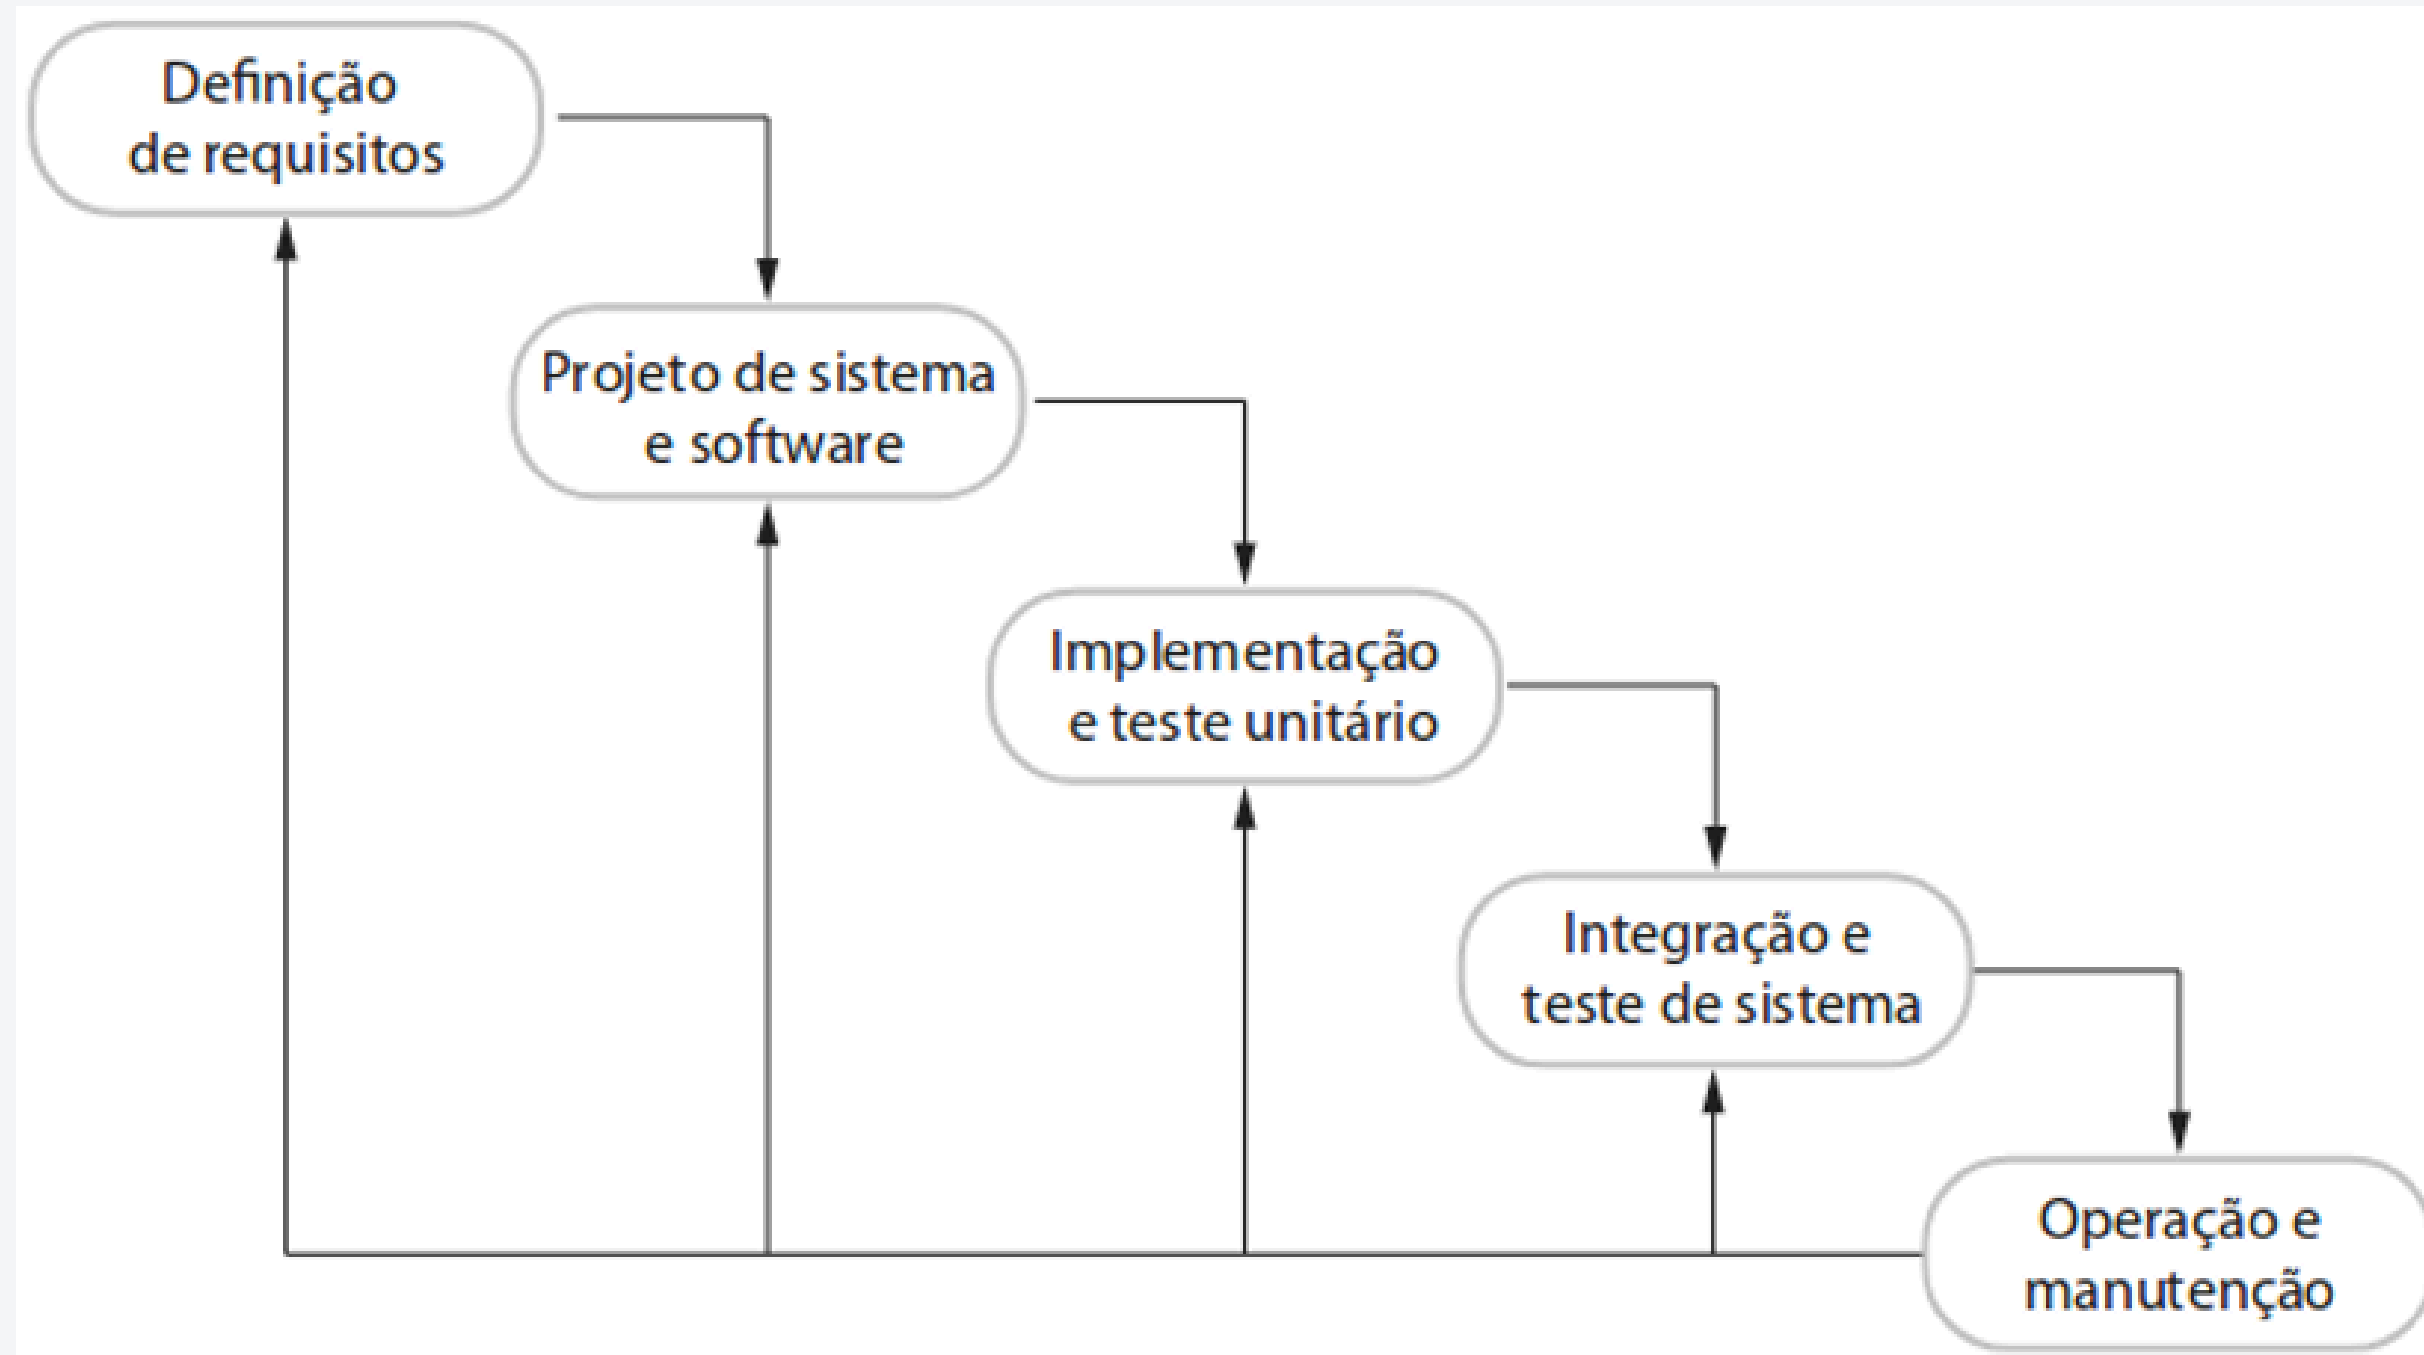 Definição
de requisitos
Projeto de sistema
e software
Implementação
e teste unitário
Integração e
teste de sistema
Operação e
manutenção